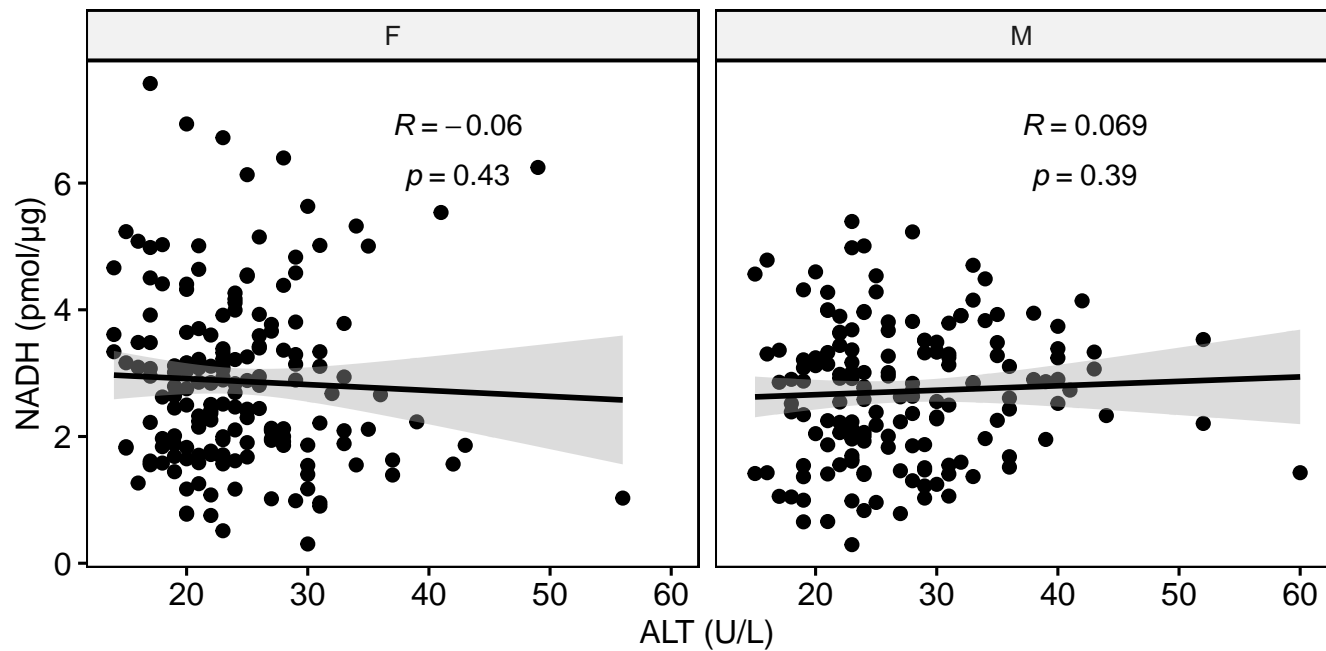 F
M
R = −0.06
p = 0.43
R = 0.069
p = 0.39
NADH (pmol/µg)
6
4
2
0
20 30 40 50 60
20 30 40 50 60
ALT (U/L)